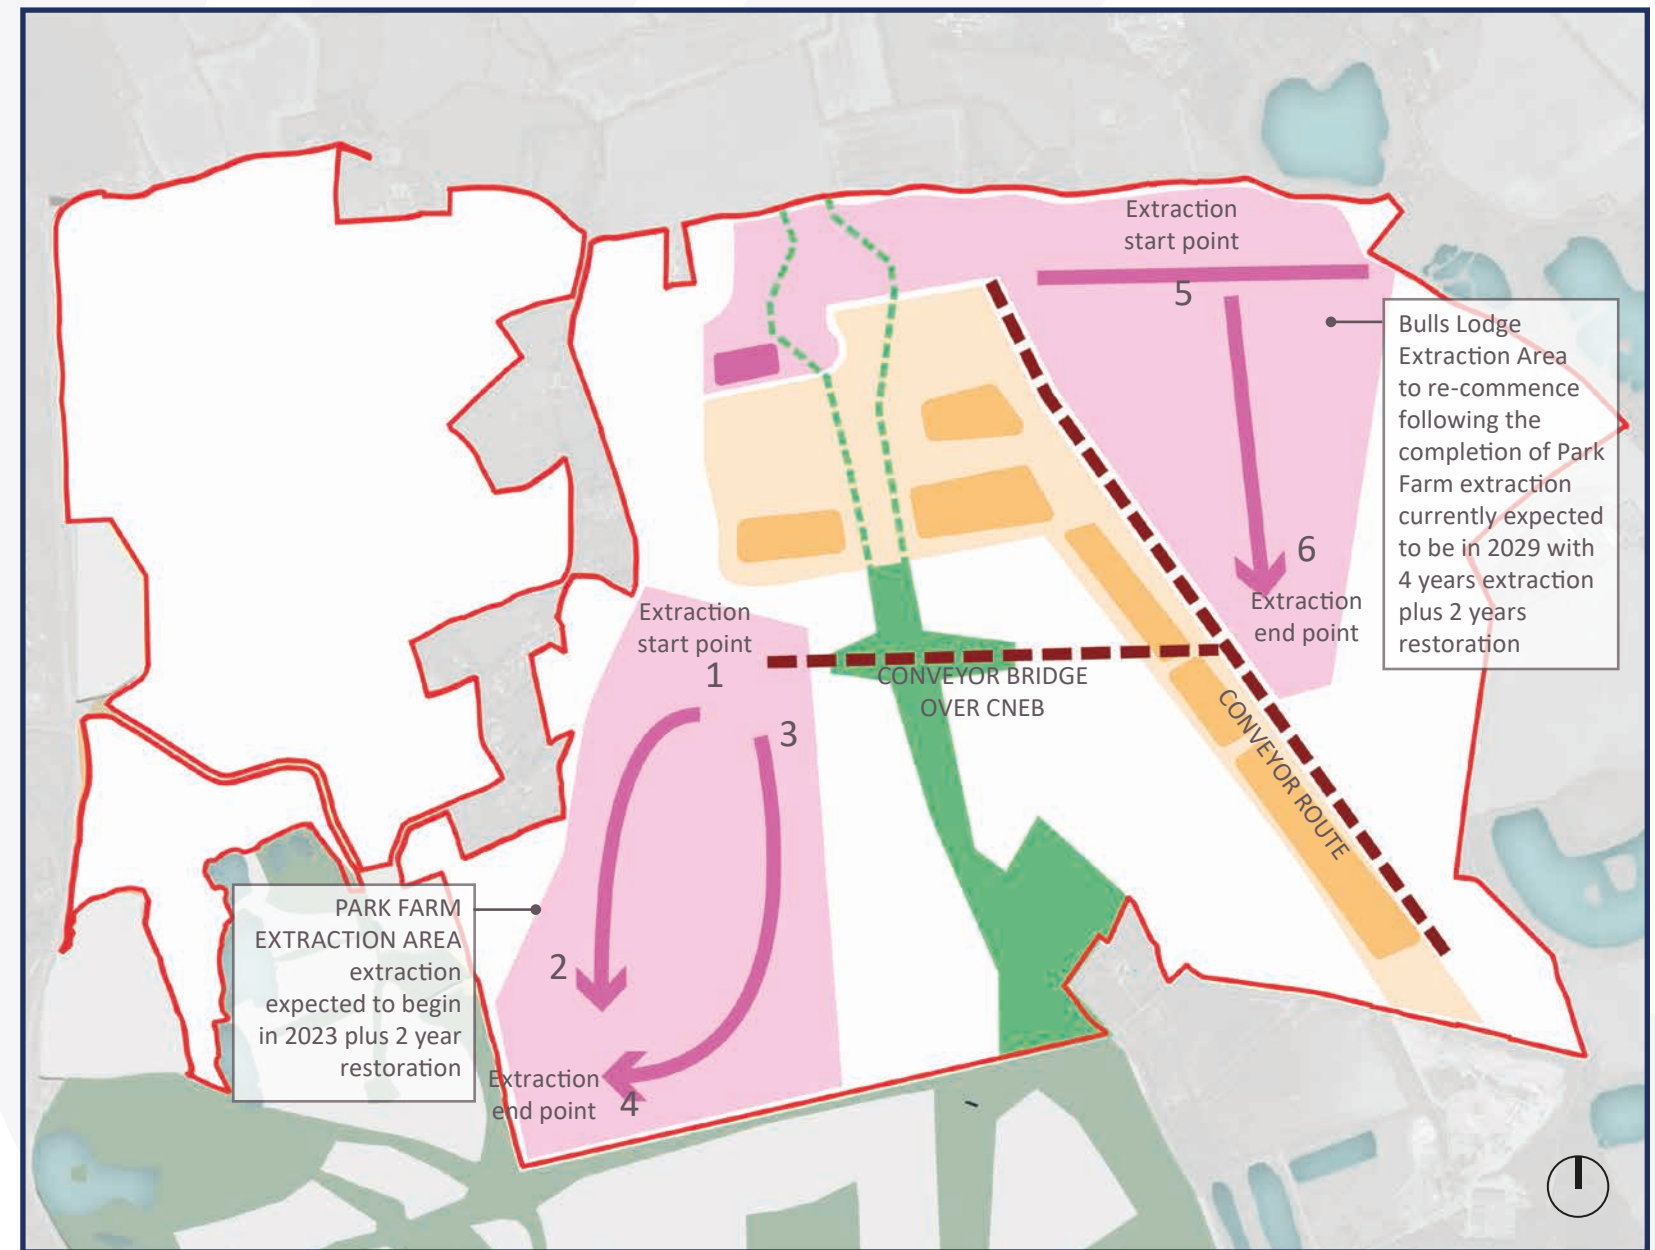 Extraction
start point
5
Bulls Lodge
Extraction Area
to re-commence
following the
completion of Park
Farm extraction
currently expected
to be in 2029 with
4 years extraction
plus 2 years
restoration
6
Extraction
end point
Extraction
start point
1
CONVEYOR BRIDGE
OVER CNEB
CONVEYOR ROUTE
3
2
PARK FARM
EXTRACTION AREA
extraction
expected to begin
in 2023 plus 2 year
restoration
Extraction
end point
4